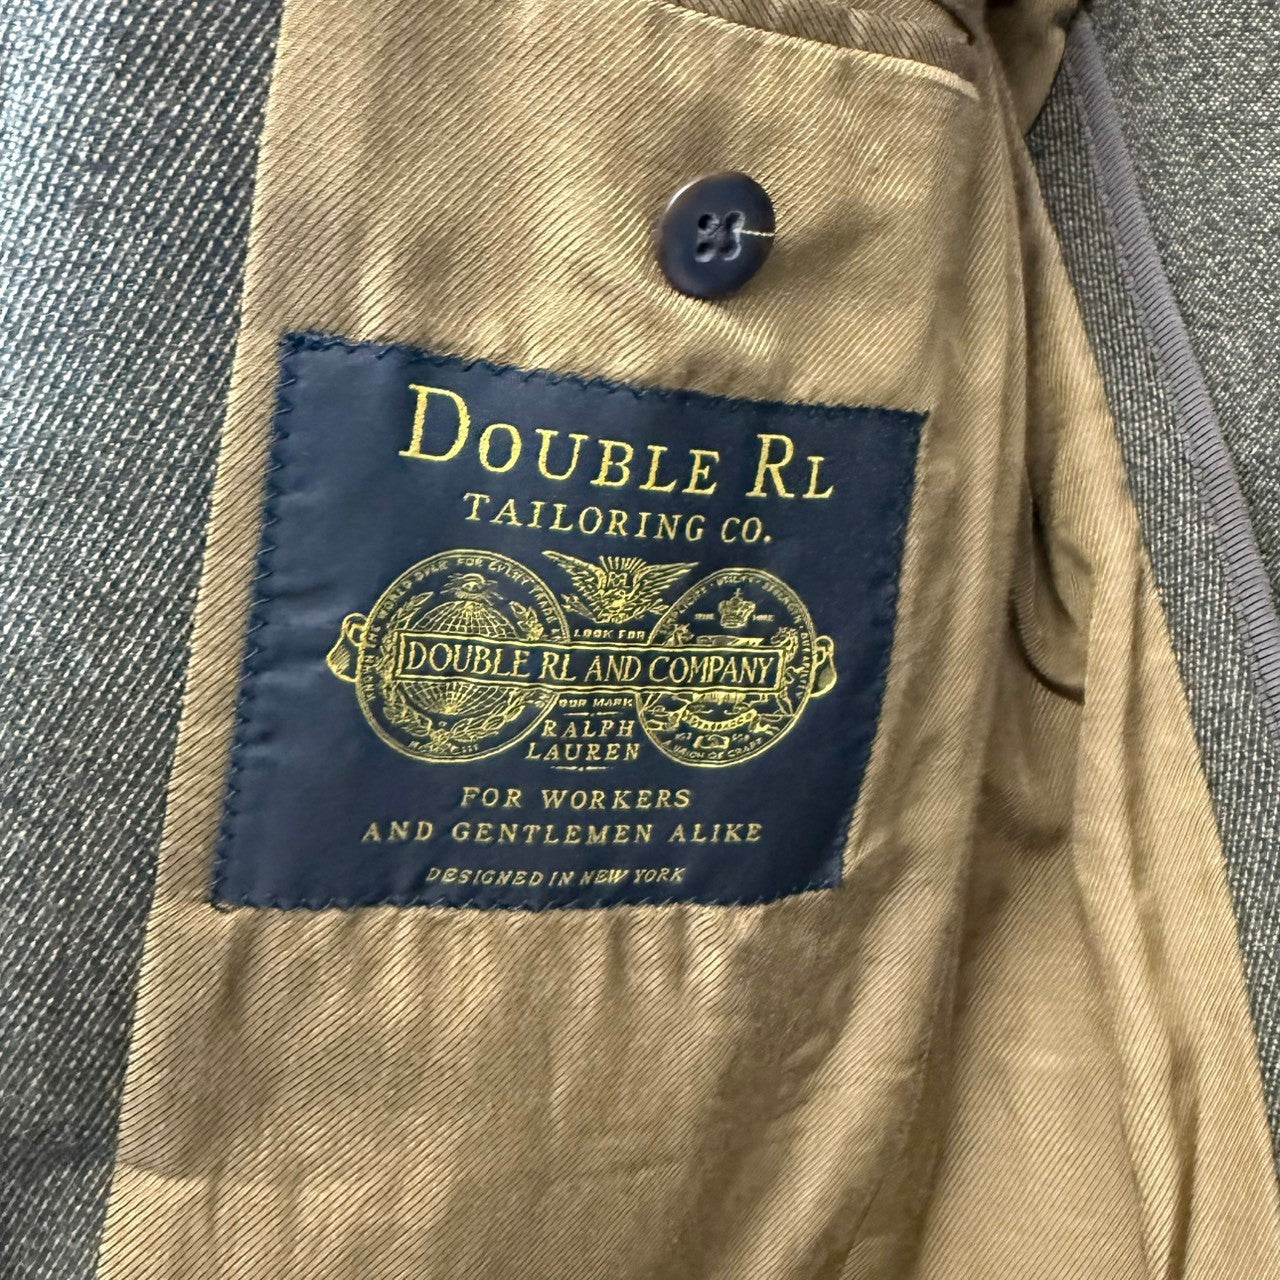 DOUBLE RL
TAILORING CO.
LOOK FOR
DOUBLE RL AND COMPANY
OUR MARK
RALPH
LAUREN
FOR WORKERS
AND GENTLEMEN ALIKE
DESIGNED IN NEW YORK